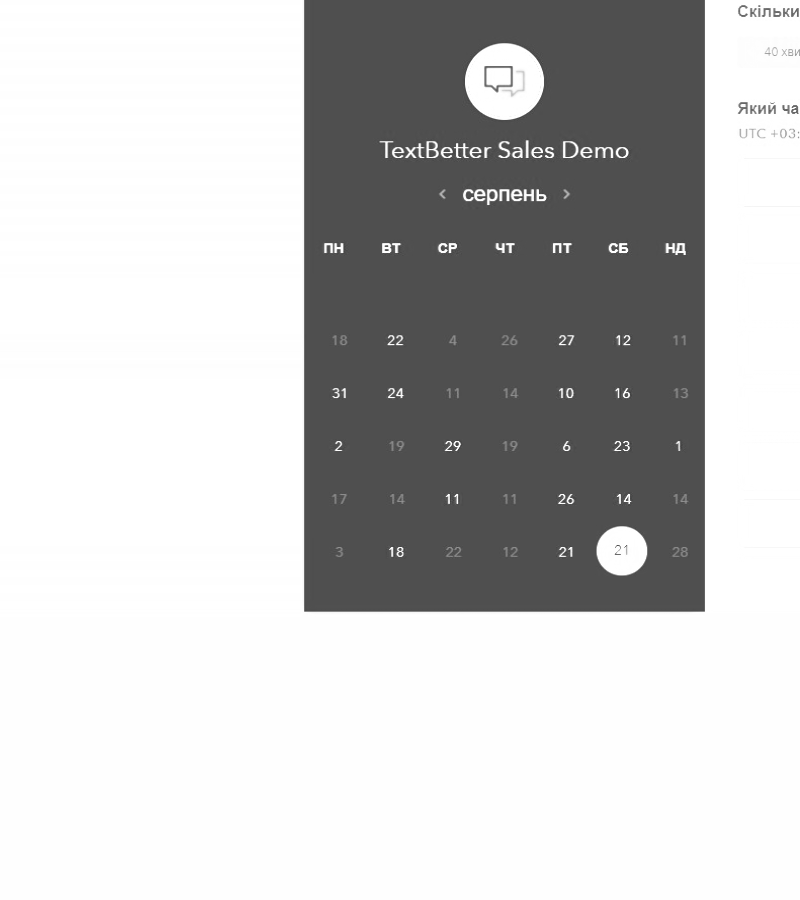 Скільки
40 хви
Який ча
UTC +03:
TextBetter Sales Demo
серпень
ПН ВТ СР ЧТ ПТ СБ НД
18 22 4 26 27 12 11
31 24 11 14 10 16 13
2 19 29 19 6 23 1
17 14 11 11 26 14 14
3 18 22 12 21 21 28